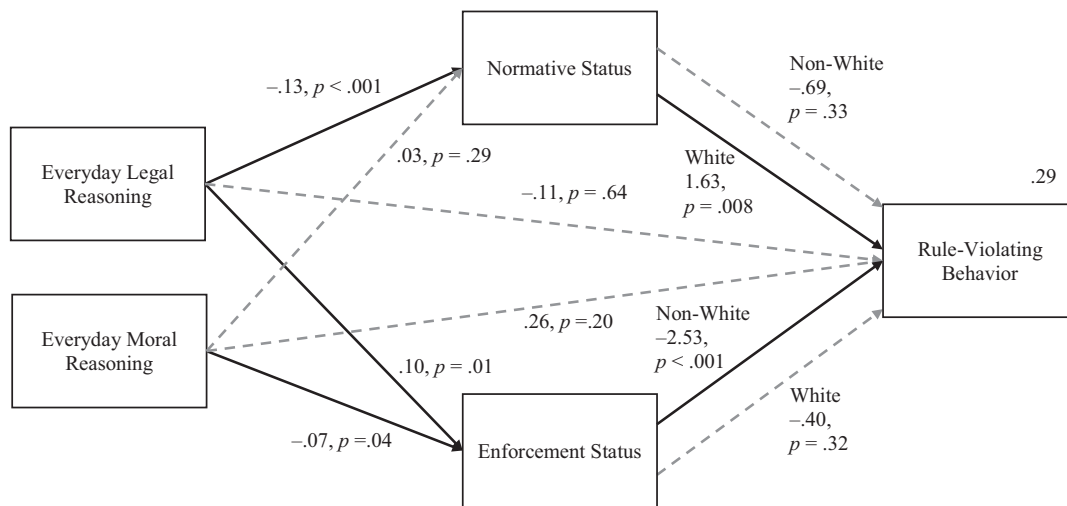 Normative Status
Non-White
–.69,
p = .33
–.13, p < .001
Everyday Legal
Reasoning
.03, p = .29
White
1.63,
p = .008
.29
–.11, p = .64
Rule-Violating
Behavior
Everyday Moral
Reasoning
.26, p =.20
Non-White
–2.53,
p < .001
.10, p = .01
–.07, p =.04
Enforcement Status
White
–.40,
p = .32